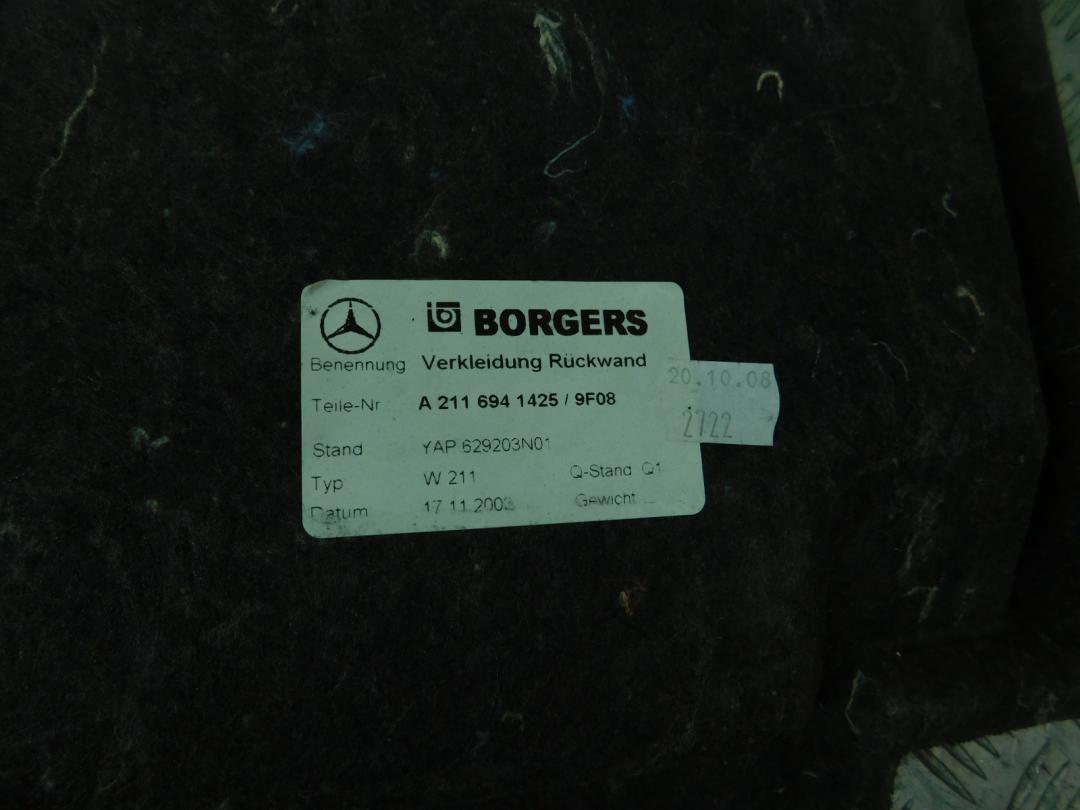 BORGERS
Benennung Verkleidung Rückwand
Teile-Nr A 211 694 1425 / 9F08
Stand YAP 629203N01
Typ W 211 Q-Stand Q1
Datum 17 11.2003 Gewicht
20.10.08
2722